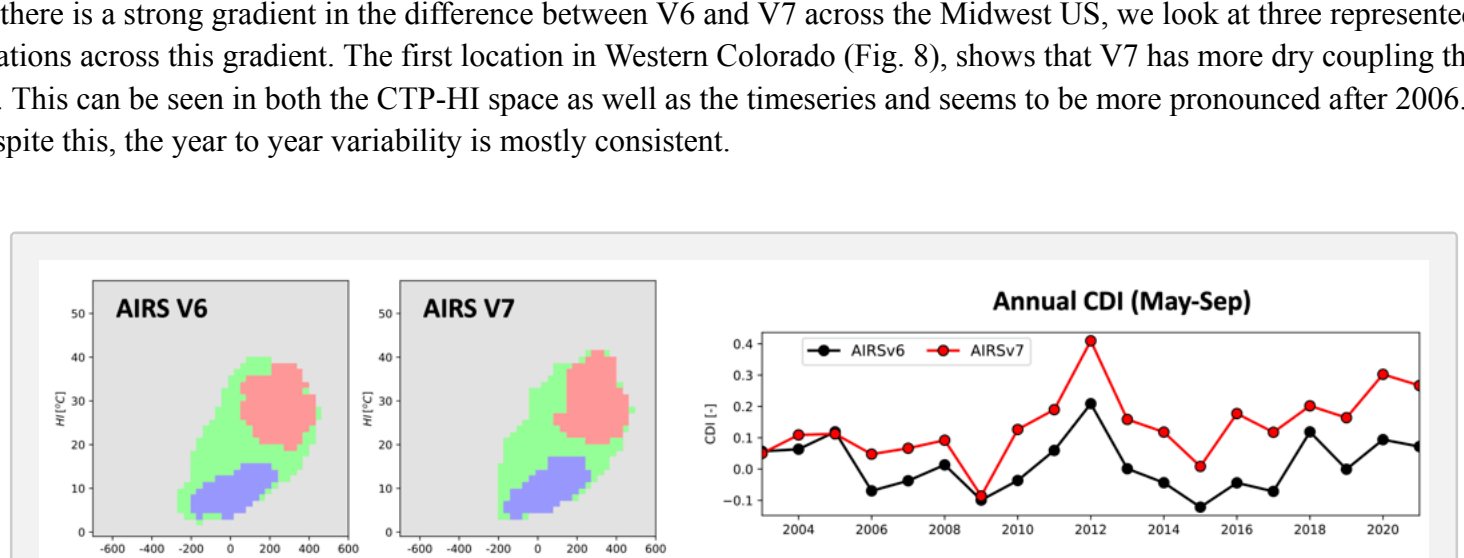 there is a strong gradient in the difference between V6 and V7 across the Midwest US, we look at three represented
ations across this gradient. The first location in Western Colorado (Fig. 8), shows that V7 has more dry coupling th
. This can be seen in both the CTP-HI space as well as the timeseries and seems to be more pronounced after 2006.
spite this, the year to year variability is mostly consistent.
AIRS V6
50
40
30
20
10
0
HI [°C]
-600 -400 -200 0 200 400 600
AIRS V7
50
40
30
20
10
0
HI [°C]
-600 -400 -200 0 200 400 600
Annual CDI (May-Sep)
AIRSv6 AIRSv7
0.4
0.3
0.2
0.1
0.0
−0.1
CDI [-]
2004 2006 2008 2010 2012 2014 2016 2018 2020